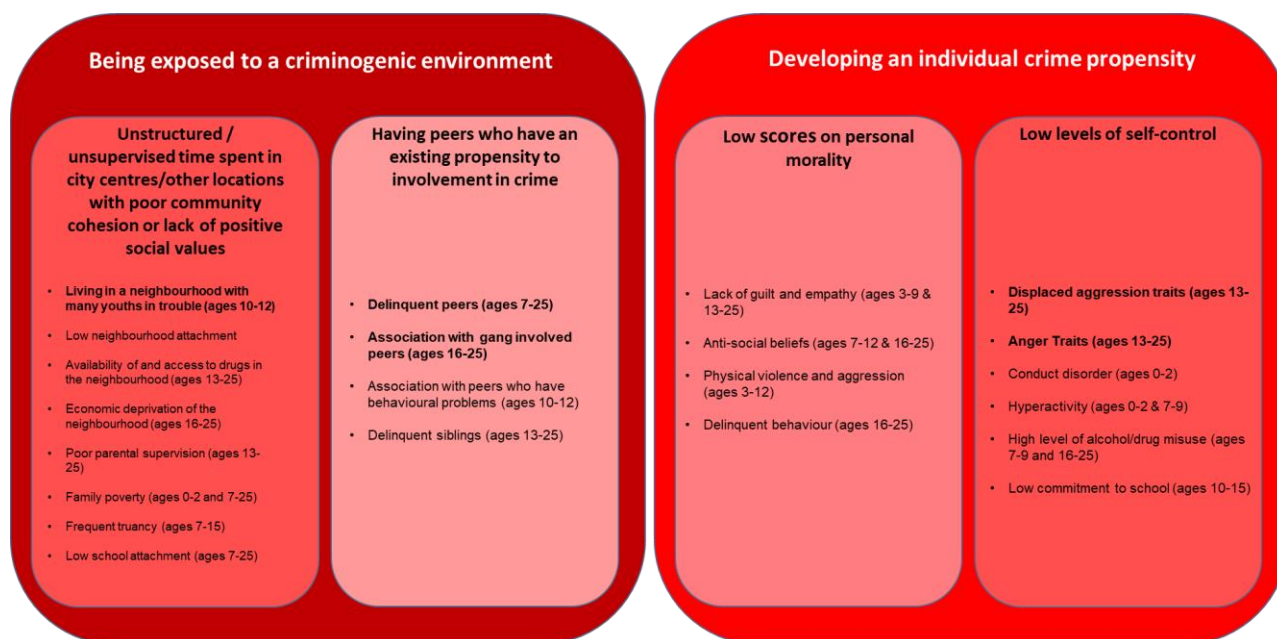 Being exposed to a criminogenic environment
Unstructured /
unsupervised time spent in
city centres/other locations
with poor community
cohesion or lack of positive
social values
• Living in a neighbourhood with
many youths in trouble (ages 10-12)
• Low neighbourhood attachment
• Availability of and access to drugs in
the neighbourhood (ages 13-25)
• Economic deprivation of the
neighbourhood (ages 16-25)
• Poor parental supervision (ages 13-
25)
• Family poverty (ages 0-2 and 7-25)
• Frequent truancy (ages 7-15)
• Low school attachment (ages 7-25)
Having peers who have an
existing propensity to
involvement in crime
• Delinquent peers (ages 7-25)
• Association with gang involved
peers (ages 16-25)
• Association with peers who have
behavioural problems (ages 10-12)
• Delinquent siblings (ages 13-25)
Developing an individual crime propensity
Low scores on personal
morality
• Lack of guilt and empathy (ages 3-9 &
13-25)
• Anti-social beliefs (ages 7-12 & 16-25)
• Physical violence and aggression
(ages 3-12)
• Delinquent behaviour (ages 16-25)
Low levels of self-control
• Displaced aggression traits (ages 13-
25)
• Anger Traits (ages 13-25)
• Conduct disorder (ages 0-2)
• Hyperactivity (ages 0-2 & 7-9)
• High level of alcohol/drug misuse (ages
7-9 and 16-25)
• Low commitment to school (ages 10-15)